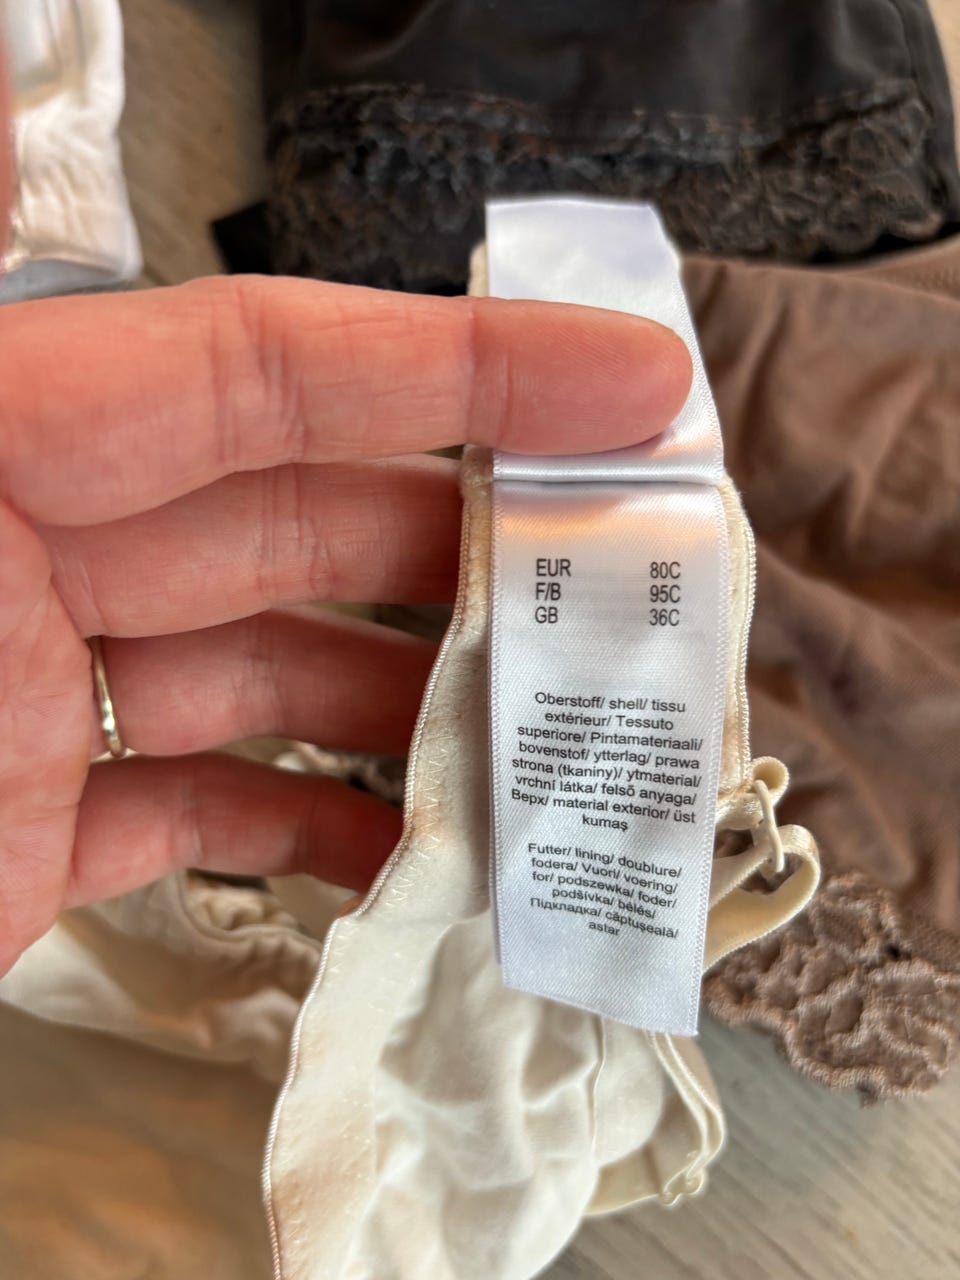 EUR 80C
F/B 95C
GB 36C
Oberstoff/ shell/ tissu
extérieur/ Tessuto
superiore/ Pintamateriaali/
bovenstof/ ytterlag/ prawa
strona (tkaniny)/ ytmaterial/
vrchní látka/ felső anyaga/
Верх/ material exterior/ üst
kumaş
Futter/ lining/ doublure/
fodera/ Vuori/ voering/
for/ podszewka/ foder/
podšívka/ bélés/
Підкладка/ căptușeală/
astar